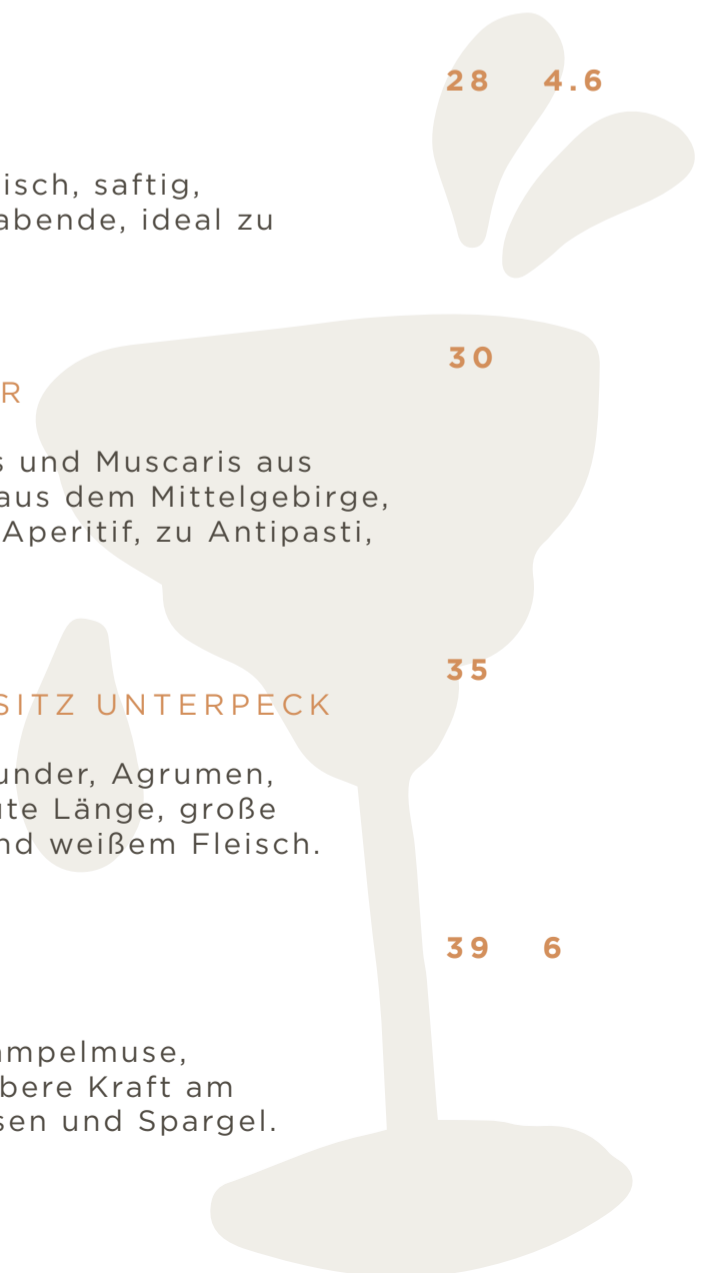 28 4.6
isch, saftig,
abende, ideal zu
30
R
s und Muscaris aus
aus dem Mittelgebirge,
Aperitif, zu Antipasti,
35
SITZ UNTERPECK
under, Agrumen,
te Länge, große
nd weißem Fleisch.
39 6
ampelmuse,
bere Kraft am
sen und Spargel.